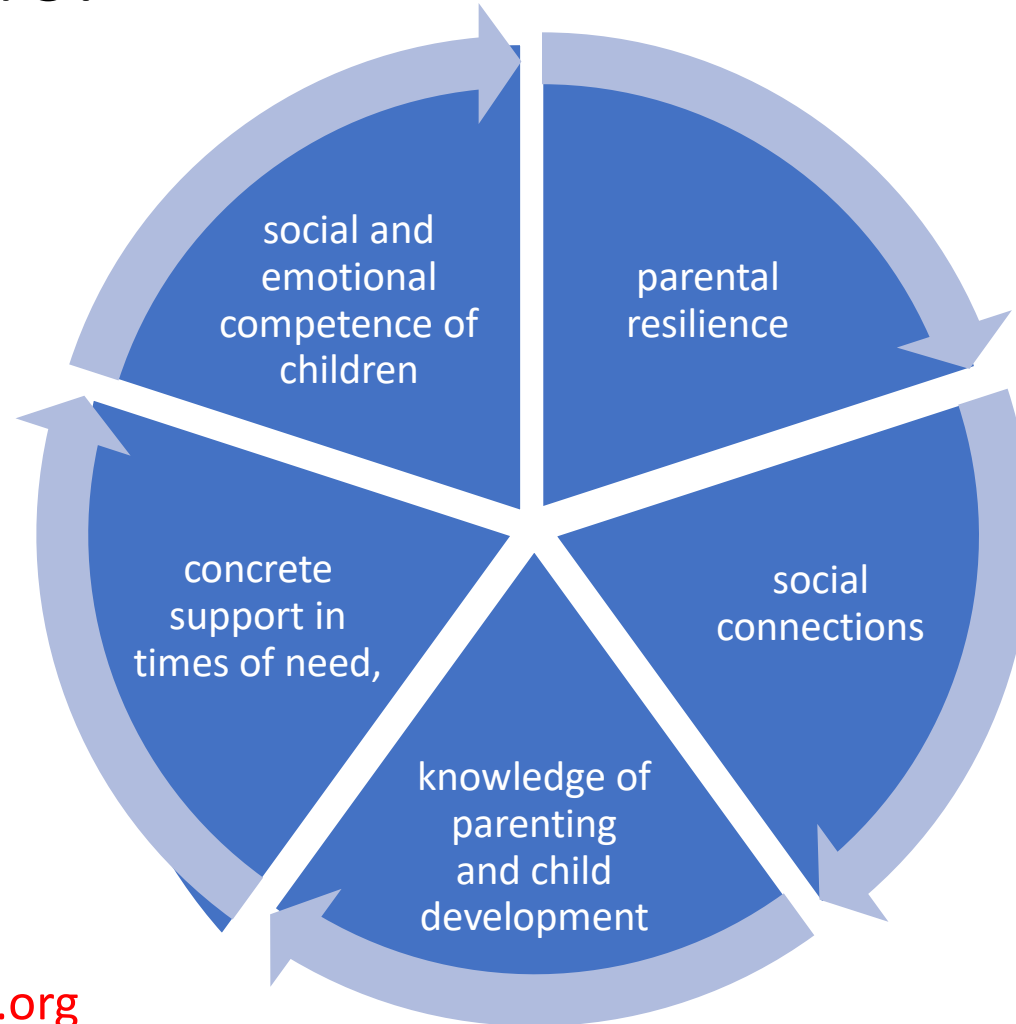 parental
resilience
social
connections
knowledge of
parenting
and child
development
concrete
support in
times of need,
social and
emotional
competence of
children
.org